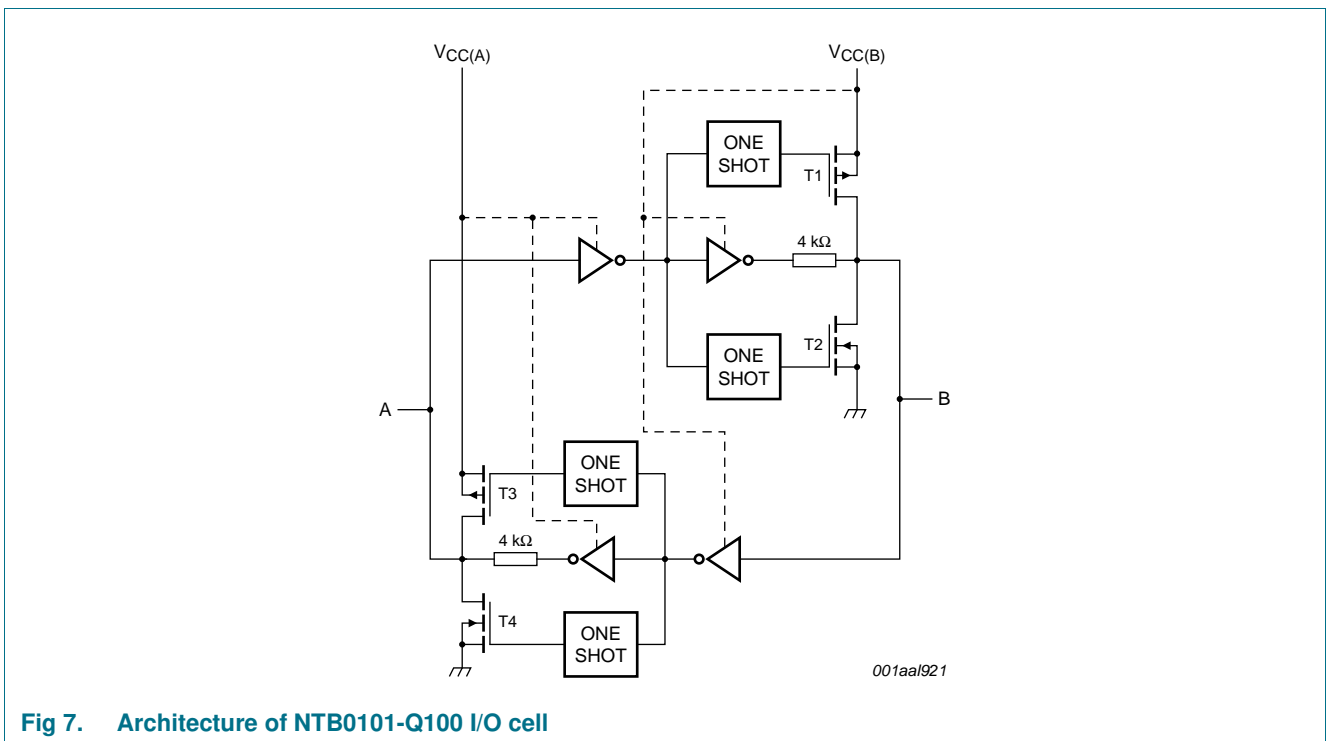 VCC(A)
VCC(B)
ONE
SHOT
T1
4 kΩ
ONE
SHOT
T2
A
B
ONE
SHOT
T3
4 kΩ
T4
ONE
SHOT
001aal921
Fig 7. Architecture of NTB0101-Q100 I/O cell